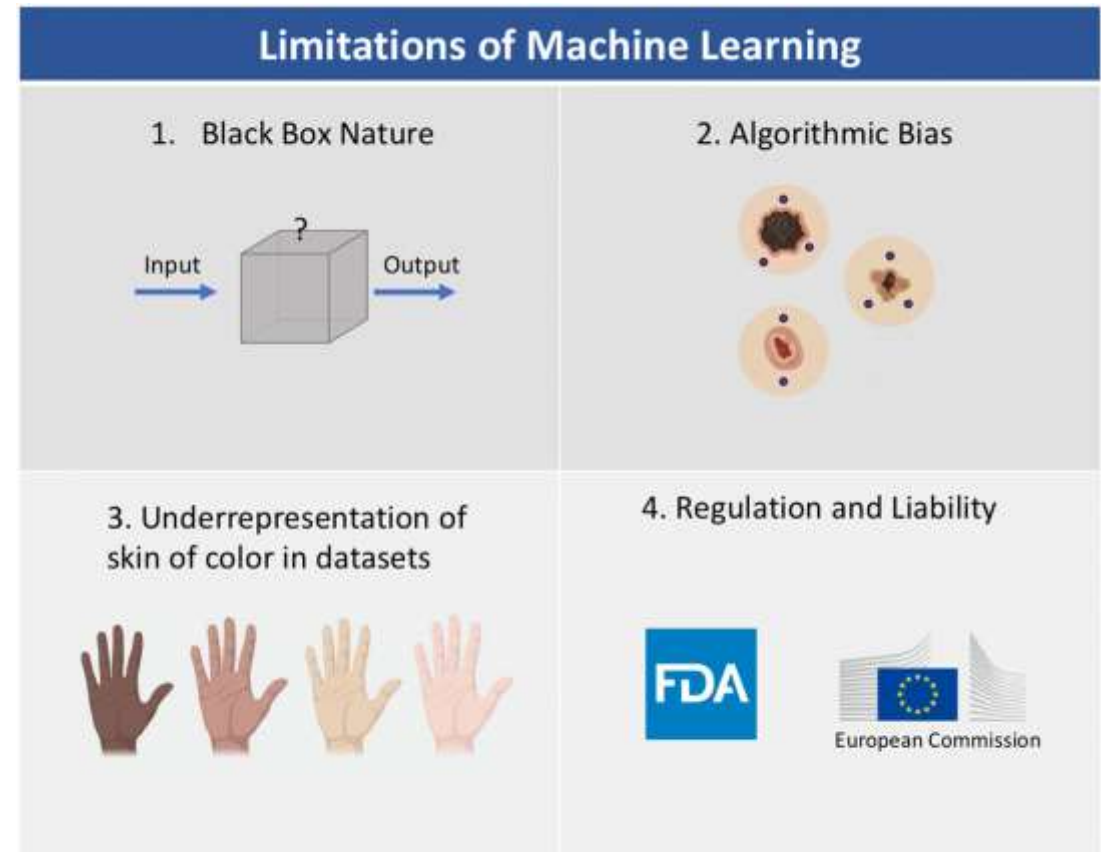 Limitations of Machine Learning
1. Black Box Nature
?
Input
Output
2. Algorithmic Bias
3. Underrepresentation of
skin of color in datasets
4. Regulation and Liability
FDA
European Commission